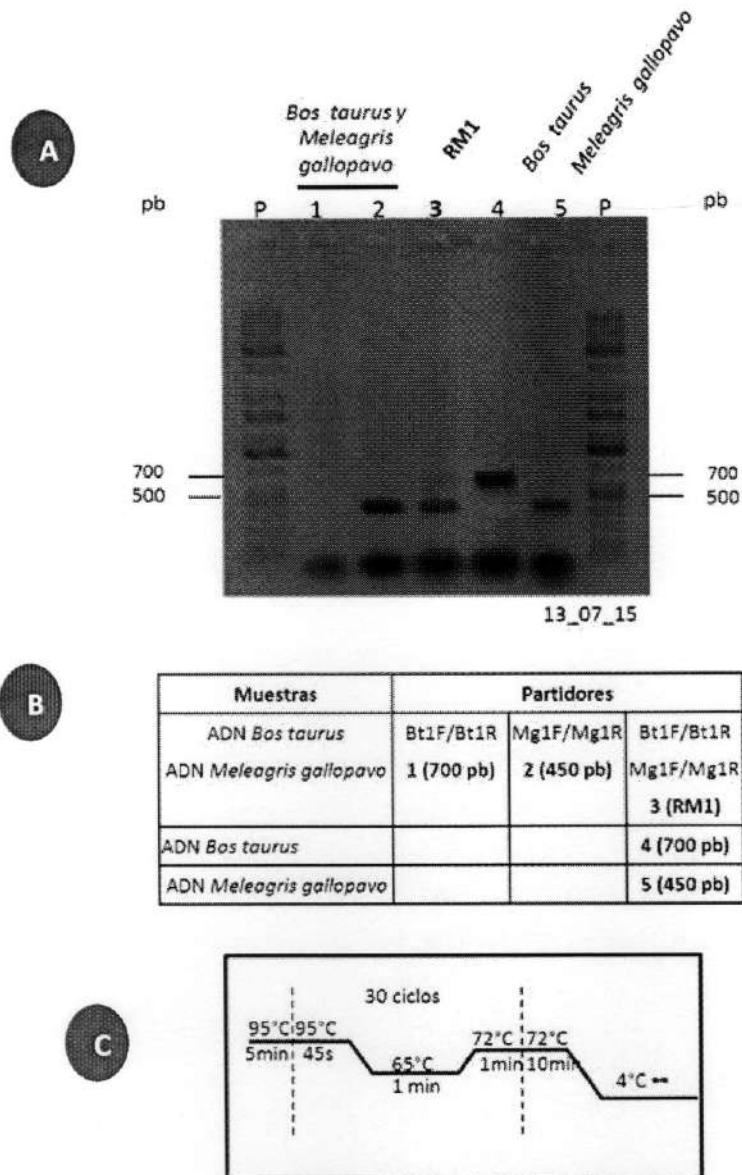 A
Bos taurus y
Meleagris
gallopavo
RM1
Bos taurus
Meleagris gallopavo
pb P 1 2 3 4 5 P pb
700 700
500 500
13_07_15
B
Muestras Partidores
ADN Bos taurus Bt1F/Bt1R Mg1F/Mg1R Bt1F/Bt1R
ADN Meleagris gallopavo 1 (700 pb) 2 (450 pb) Mg1F/Mg1R
3 (RM1)
ADN Bos taurus 4 (700 pb)
ADN Meleagris gallopavo 5 (450 pb)
C
30 ciclos
95°C 95°C 72°C 72°C
5min 45s 65°C 1min 10min 4°C ∞
1 min